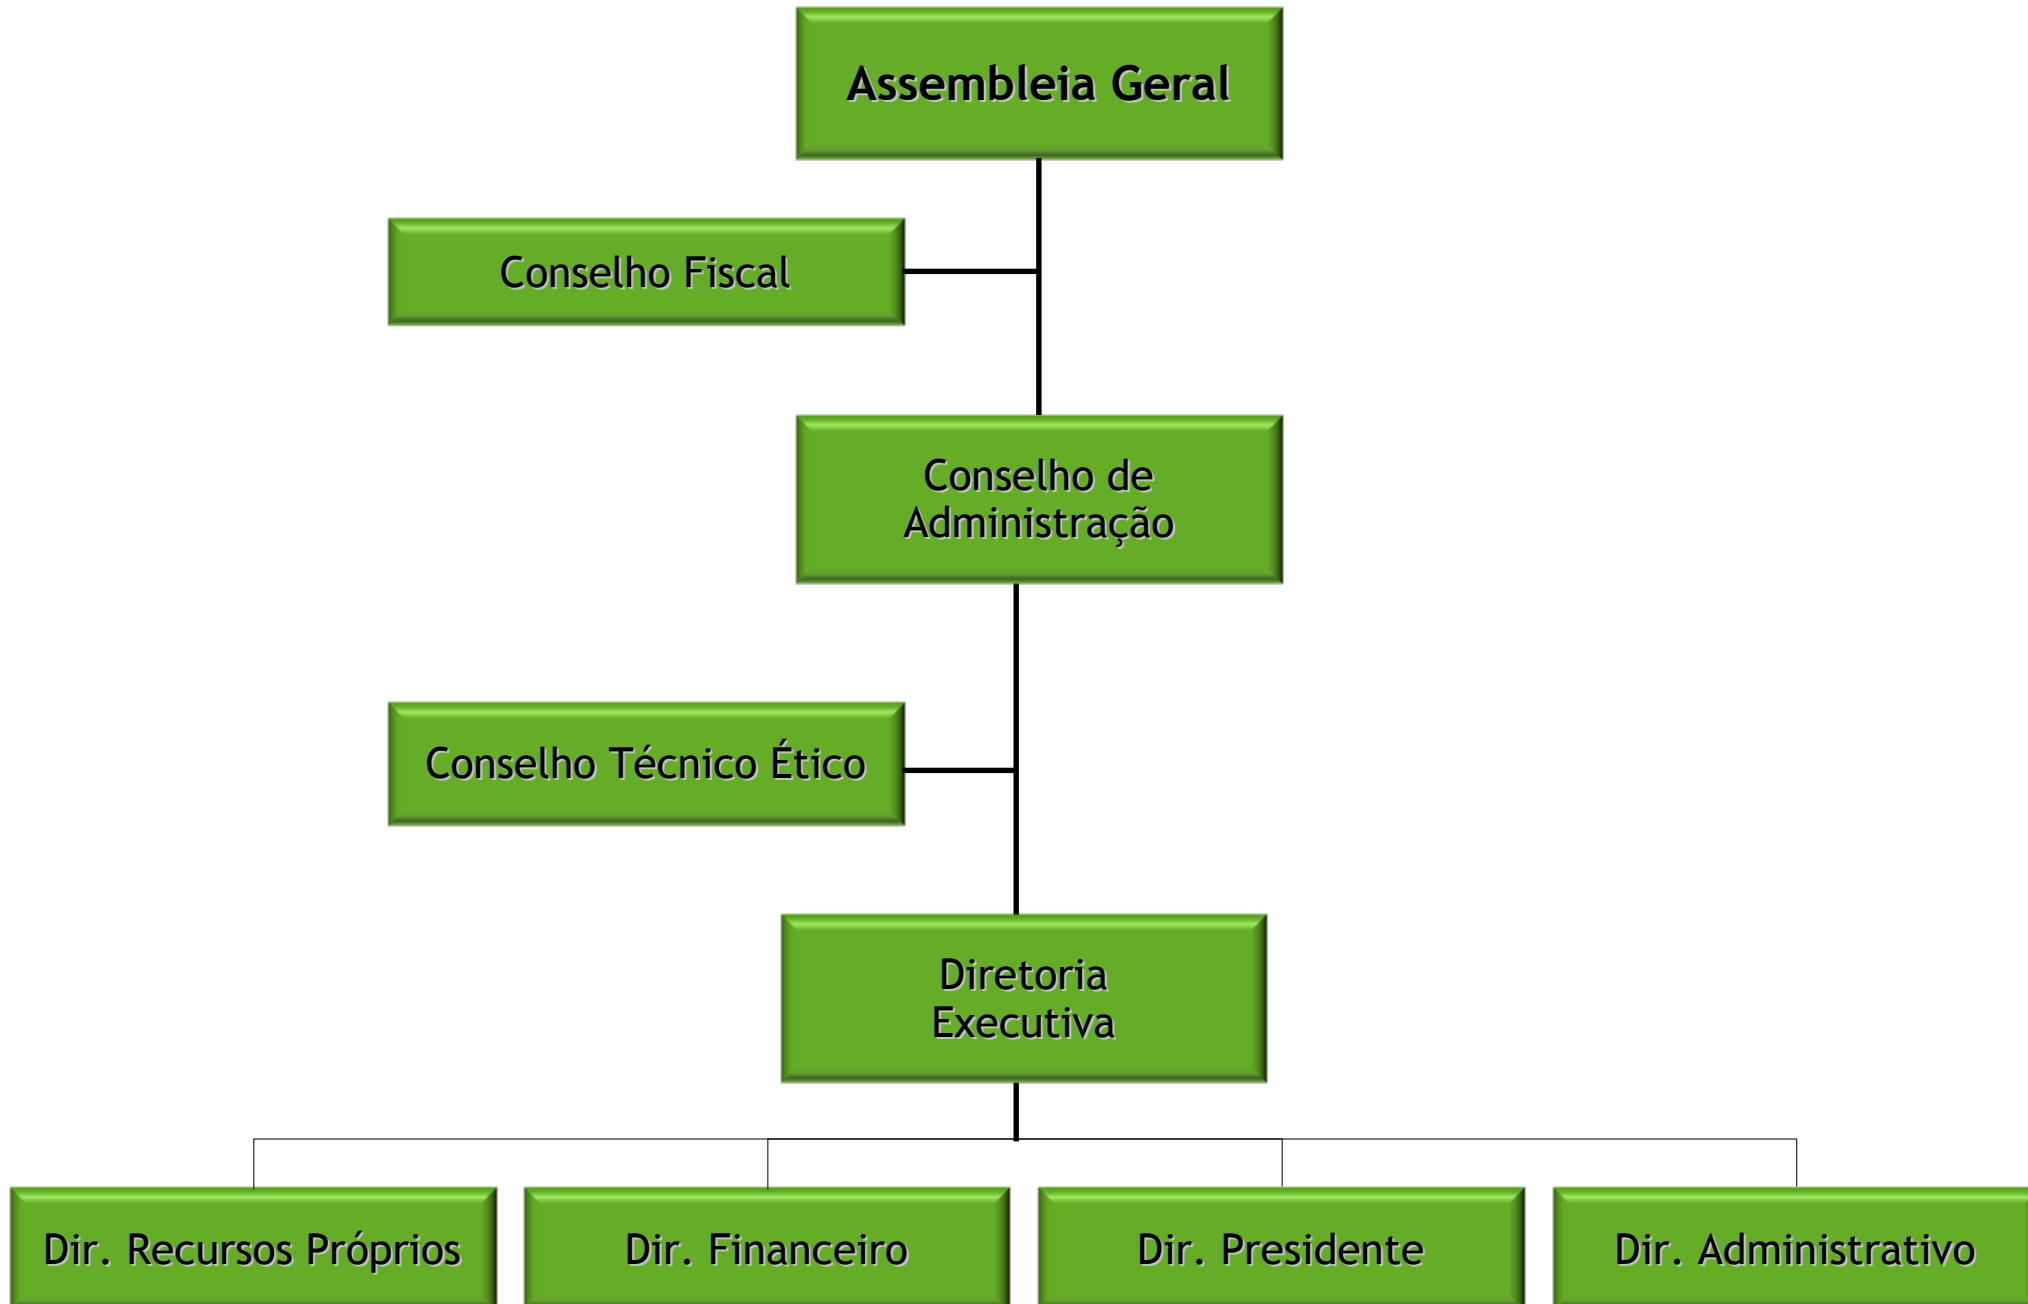 Assembleia Geral
Conselho Fiscal
Conselho de
Administração
Conselho Técnico Ético
Diretoria
Executiva
Dir. Recursos Próprios
Dir. Financeiro
Dir. Presidente
Dir. Administrativo